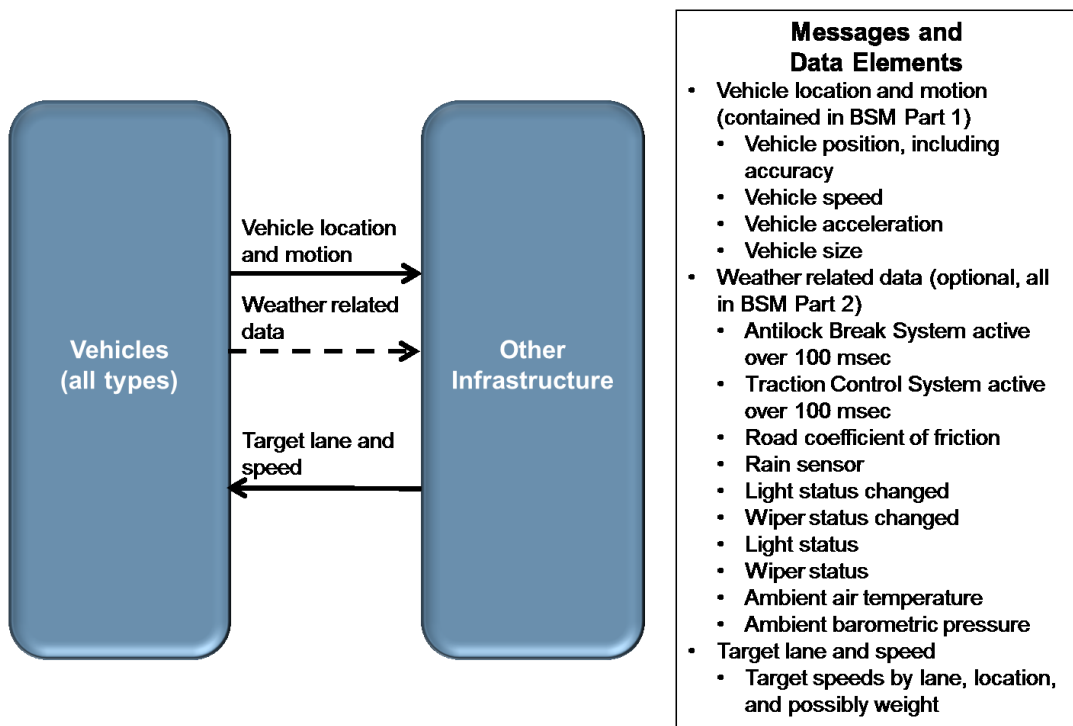 Vehicles
(all types)
Vehicle location
and motion
Weather related
data
Target lane and
speed
Other
Infrastructure
Messages and
Data Elements
• Vehicle location and motion
(contained in BSM Part 1)
• Vehicle position, including
accuracy
• Vehicle speed
• Vehicle acceleration
• Vehicle size
• Weather related data (optional, all
in BSM Part 2)
• Antilock Break System active
over 100 msec
• Traction Control System active
over 100 msec
• Road coefficient of friction
• Rain sensor
• Light status changed
• Wiper status changed
• Light status
• Wiper status
• Ambient air temperature
• Ambient barometric pressure
• Target lane and speed
• Target speeds by lane, location,
and possibly weight